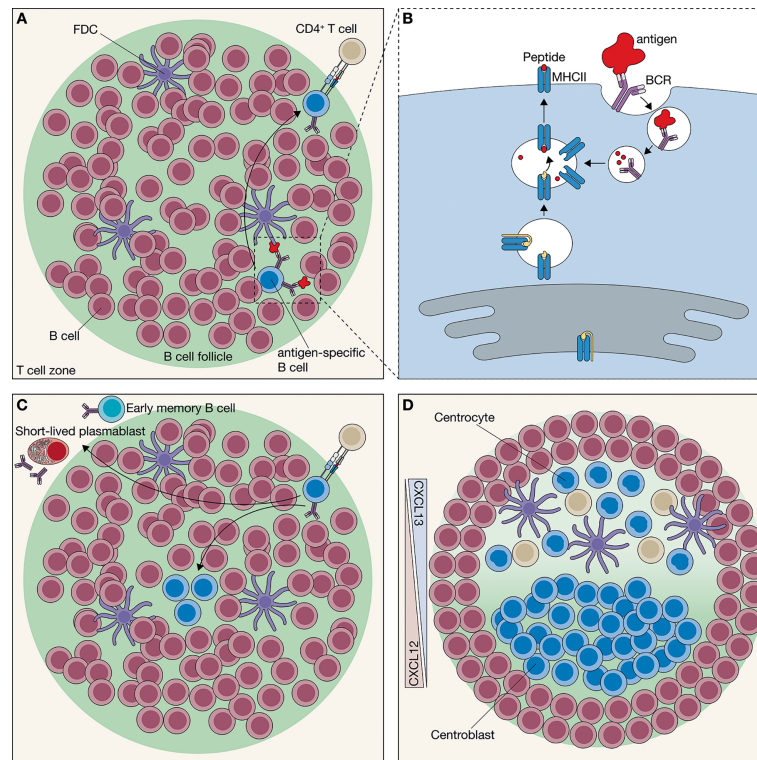 A
FDC
CD4⁺ T cell
B cell
B cell follicle
antigen-specific
B cell
T cell zone
B
antigen
Peptide
MHCII
BCR
C
Early memory B cell
Short-lived plasmablast
D
Centrocyte
CXCL13
CXCL12
Centroblast